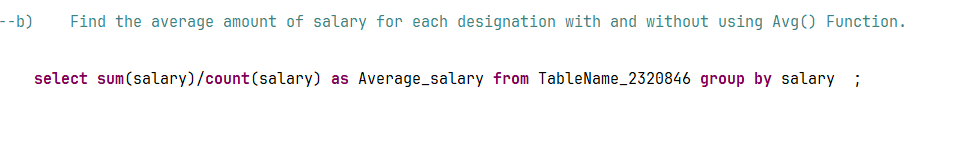 --b) Find the average amount of salary for each designation with and without using Avg() Function.
select sum(salary)/count(salary) as Average_salary from TableName_2320846 group by salary ;